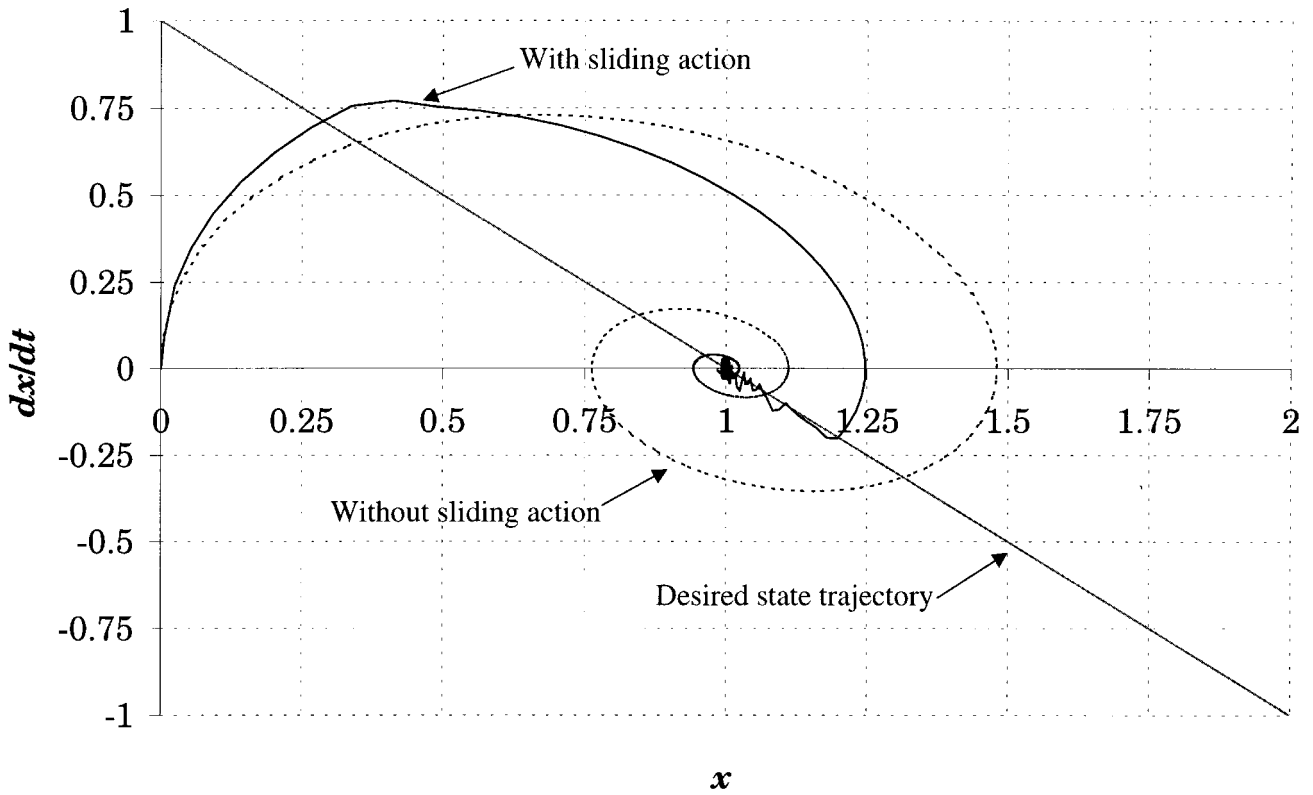 1
With sliding action
0.75
0.5
0.25
dx/dt
0
0 0.25 0.5 0.75 1 1.25 1.5 1.75 2
-0.25
Without sliding action
-0.5
Desired state trajectory
-0.75
-1
x